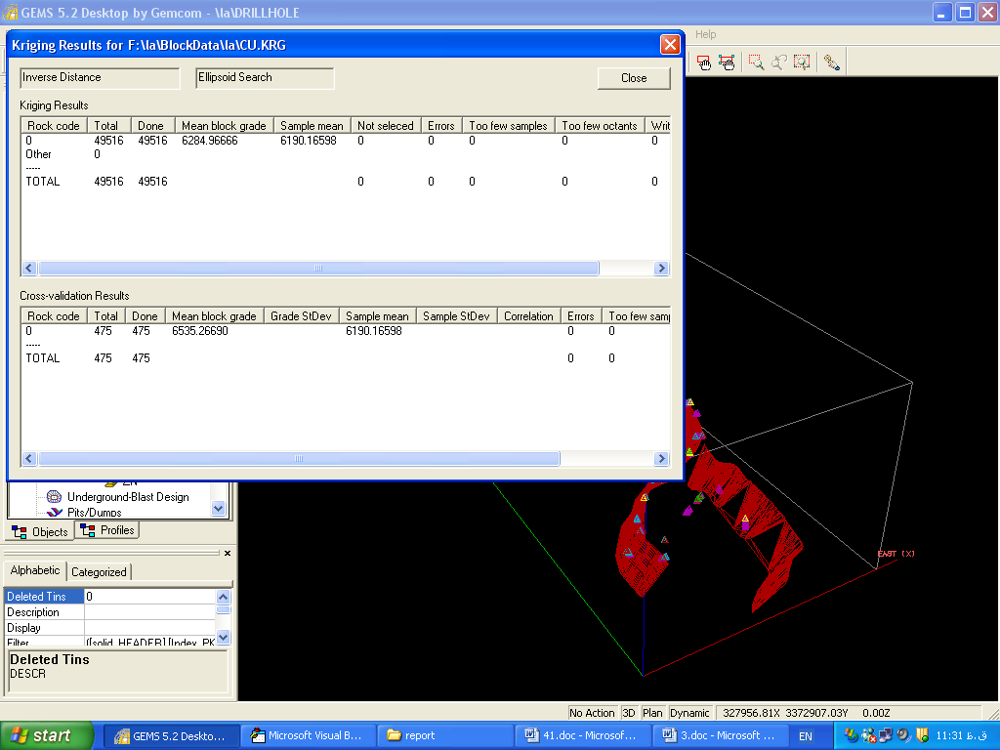 GEMS 5.2 Desktop by Gemcom - \la\DRILLHOLE
Help
Kriging Results for F:\la\BlockData\la\CU.KRG
Inverse Distance
Ellipsoid Search
Close
Kriging Results
Rock code Total Done Mean block grade Sample mean Not seleced Errors Too few samples Too few octants Writ
0 49516 49516 6284.96666 6190.16598 0 0 0 0 0
Other 0
-----
TOTAL 49516 49516 0 0 0 0 0
Cross-validation Results
Rock code Total Done Mean block grade Grade StDev Sample mean Sample StDev Correlation Errors Too few samp
0 475 475 6535.26690 6190.16598 0 0
-----
TOTAL 475 475 0 0
ZN
Underground-Blast Design
Pits/Dumps
Objects Profiles
Alphabetic Categorized
Deleted Tins 0
Description
Display
Filter ([solid_HEADER].[Index_PK
Deleted Tins
DESCR
EAST (X)
No Action 3D Plan Dynamic 327956.81X 3372907.03Y 0.00Z
start GEMS 5.2 Deskto... Microsoft Visual B... report 41.doc - Microsof... 3.doc - Microsoft ... EN 11:31 ق.ظ